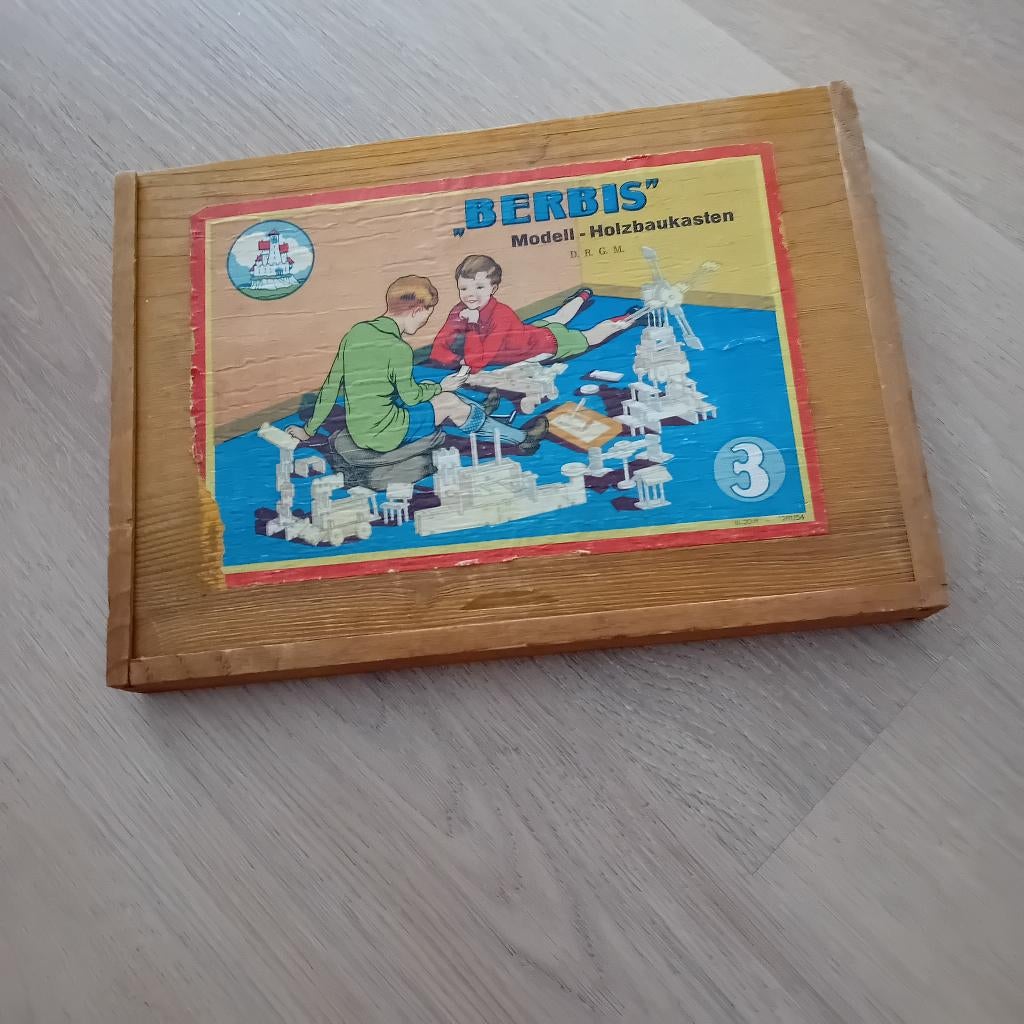 „BERBIS”
Modell - Holzbaukasten
D. R. G. M.
3